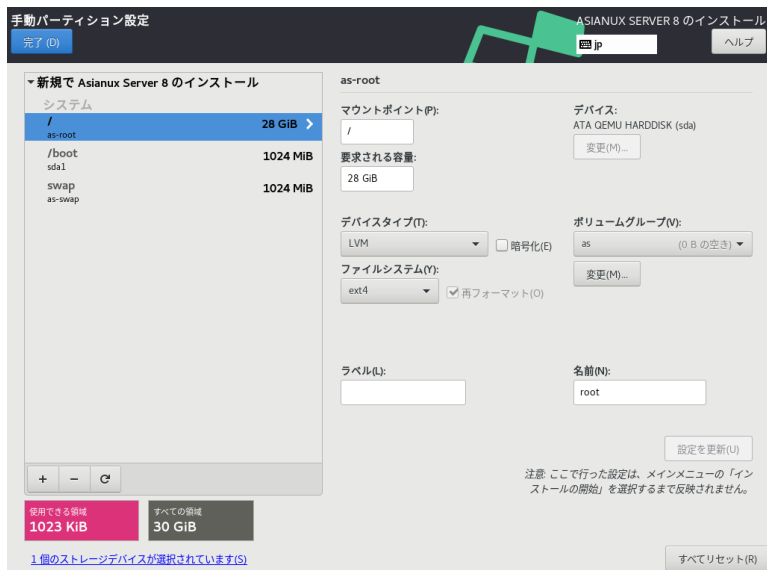 手動パーティション設定
ASIANUX SERVER 8 のインストール
完了 (D)
jp
ヘルプ
新規で Asianux Server 8 のインストール
システム
/
as-root
28 GiB
/boot
sda1
1024 MiB
swap
as-swap
1024 MiB
as-root
マウントポイント(P):
/
デバイス:
ATA QEMU HARDDISK (sda)
変更(M)...
要求される容量:
28 GiB
デバイスタイプ(T):
LVM
暗号化(E)
ボリュームグループ(V):
as (0 B の空き)
変更(M)...
ファイルシステム(Y):
ext4
再フォーマット(O)
ラベル(L):
名前(N):
root
設定を更新(U)
注意: ここで行った設定は、メインメニューの「イン
ストールの開始」を選択するまで反映されません。
+ −
使用できる領域
1023 KiB
すべての領域
30 GiB
1 個のストレージデバイスが選択されています(S)
すべてリセット(R)